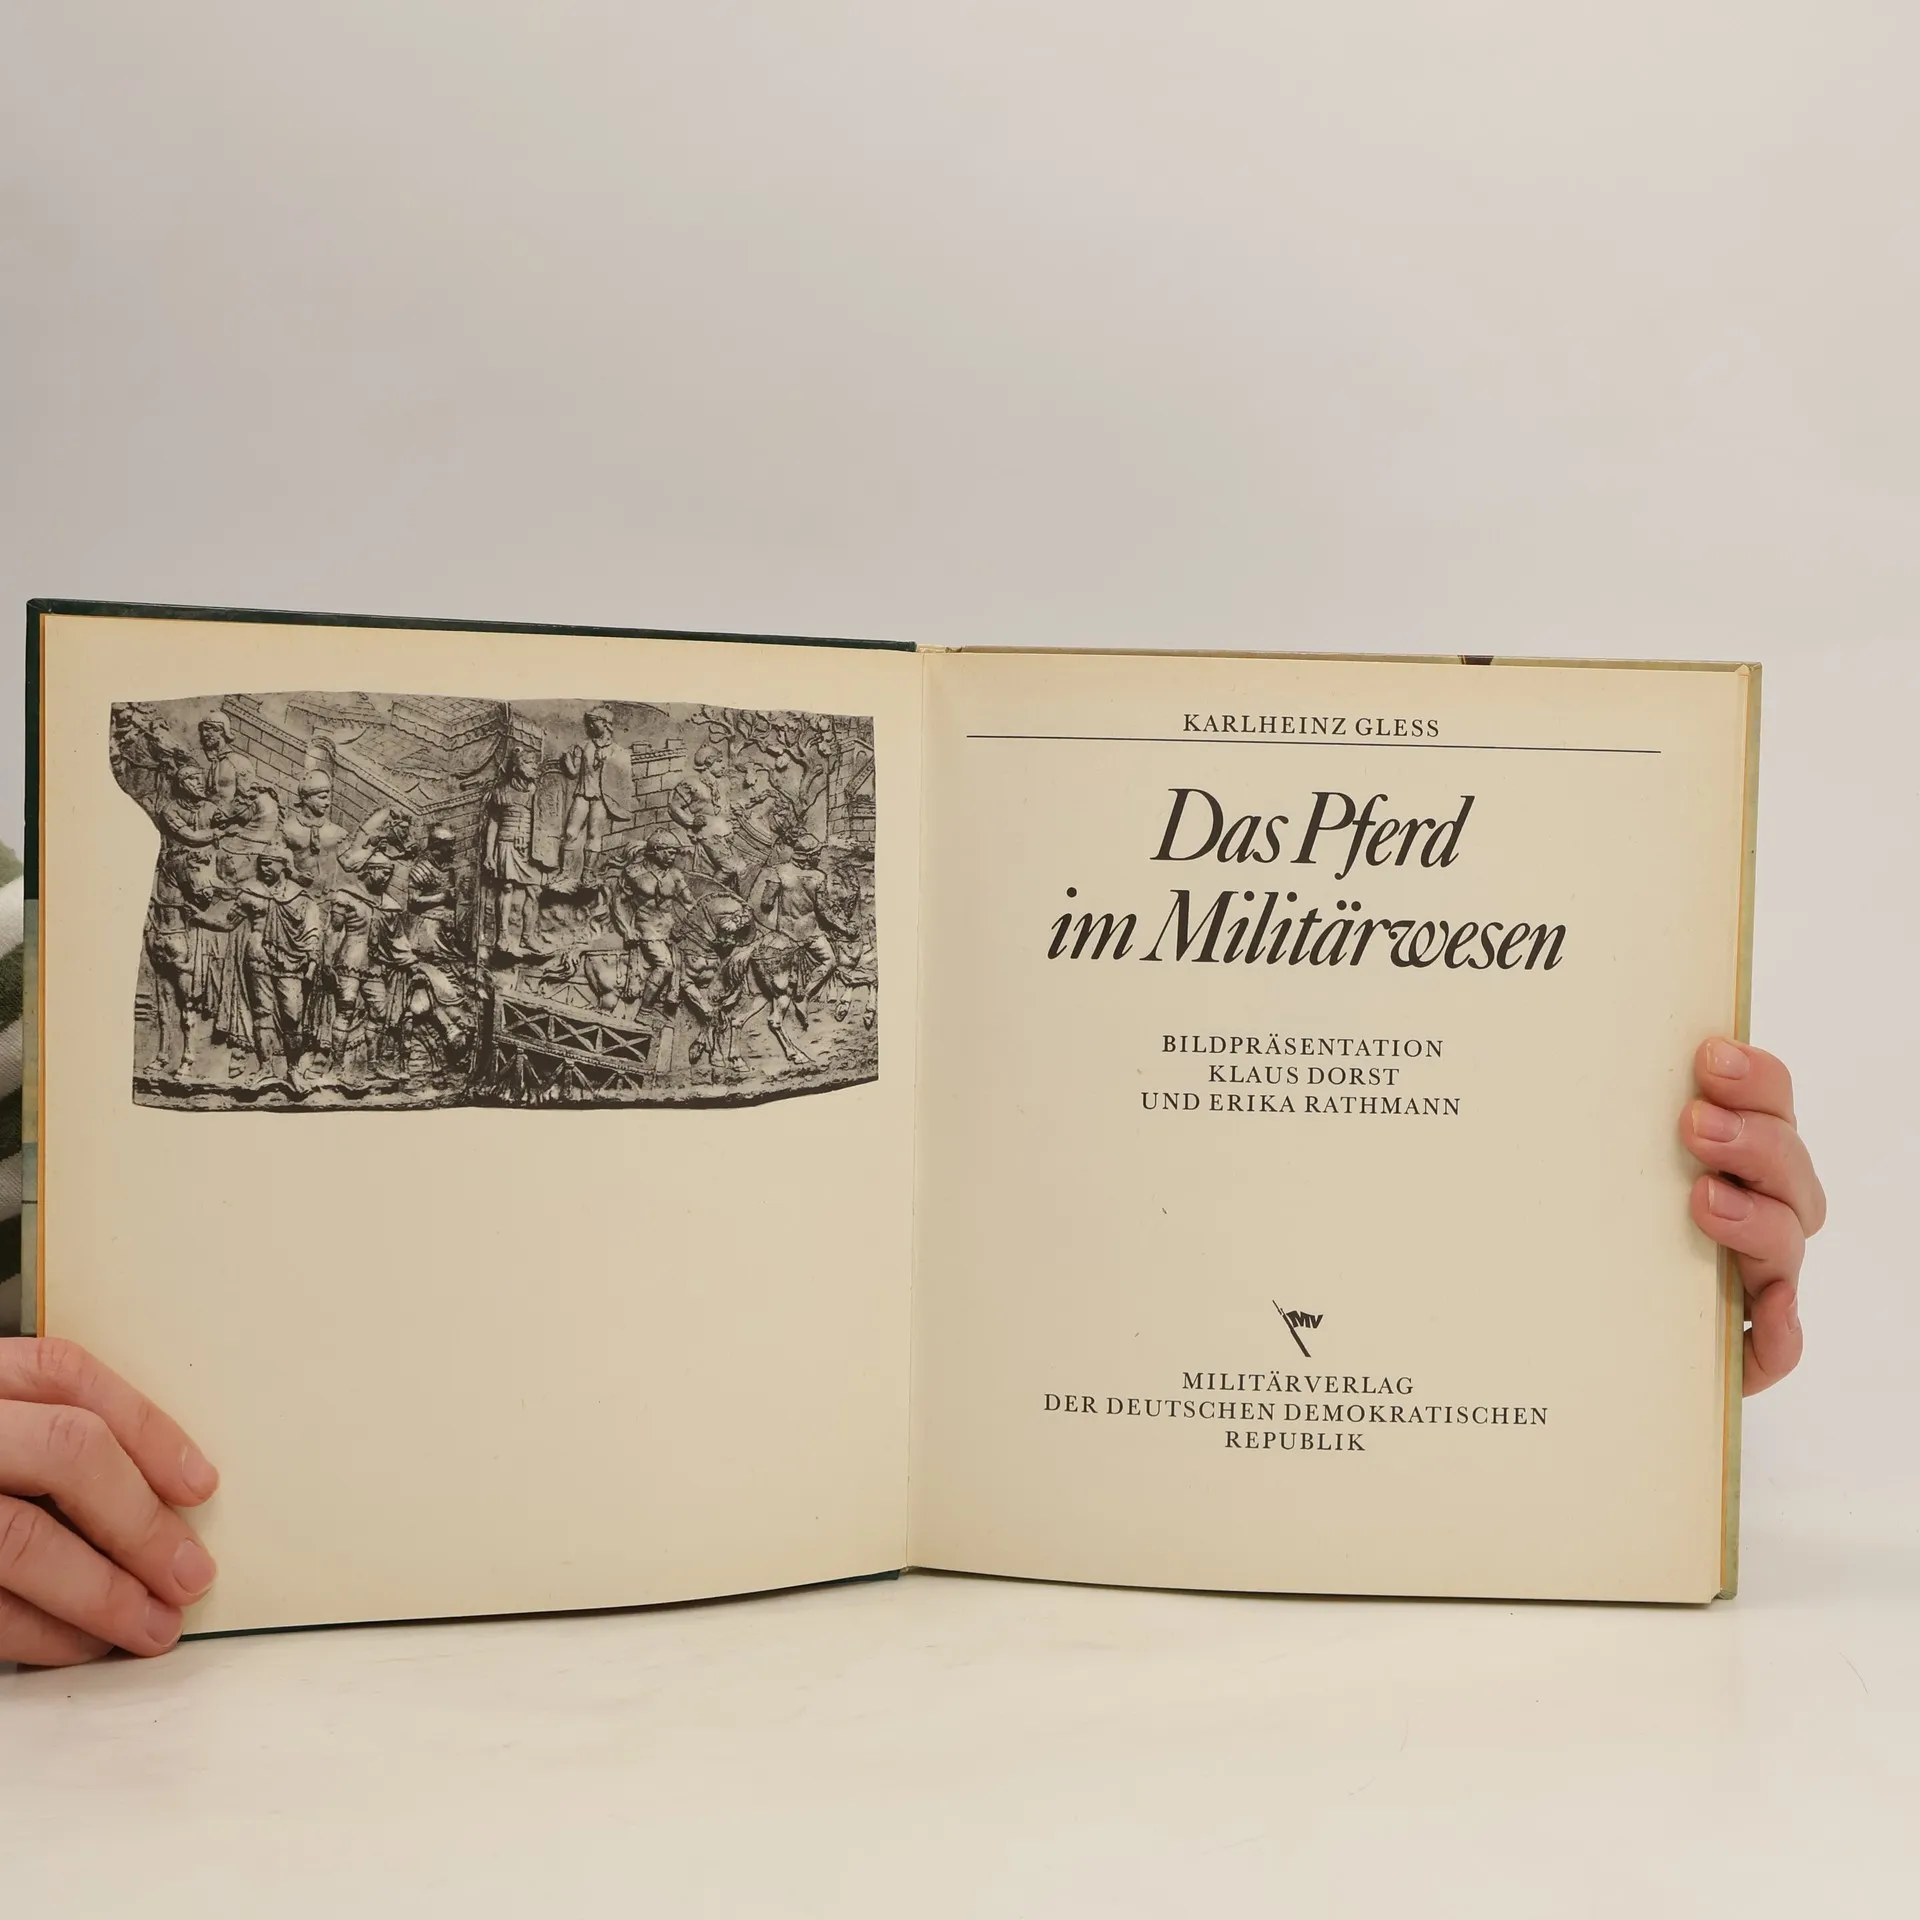 KARLHEINZ GLESS
Das Pferd
im Militärwesen
BILDPRÄSENTATION
KLAUS DORST
UND ERIKA RATHMANN
MV
MILITÄRVERLAG
DER DEUTSCHEN DEMOKRATISCHEN
REPUBLIK